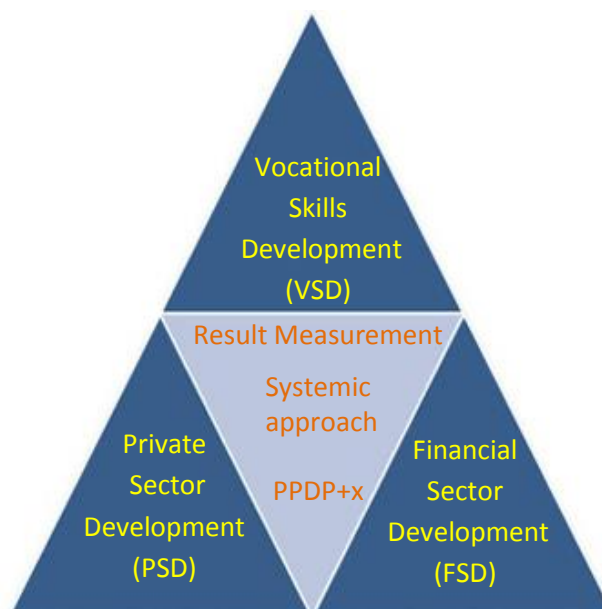 Vocational
Skills
Development
(VSD)
Result Measurement
Systemic
approach
PPDP+x
Private
Sector
Development
(PSD)
Financial
Sector
Development
(FSD)